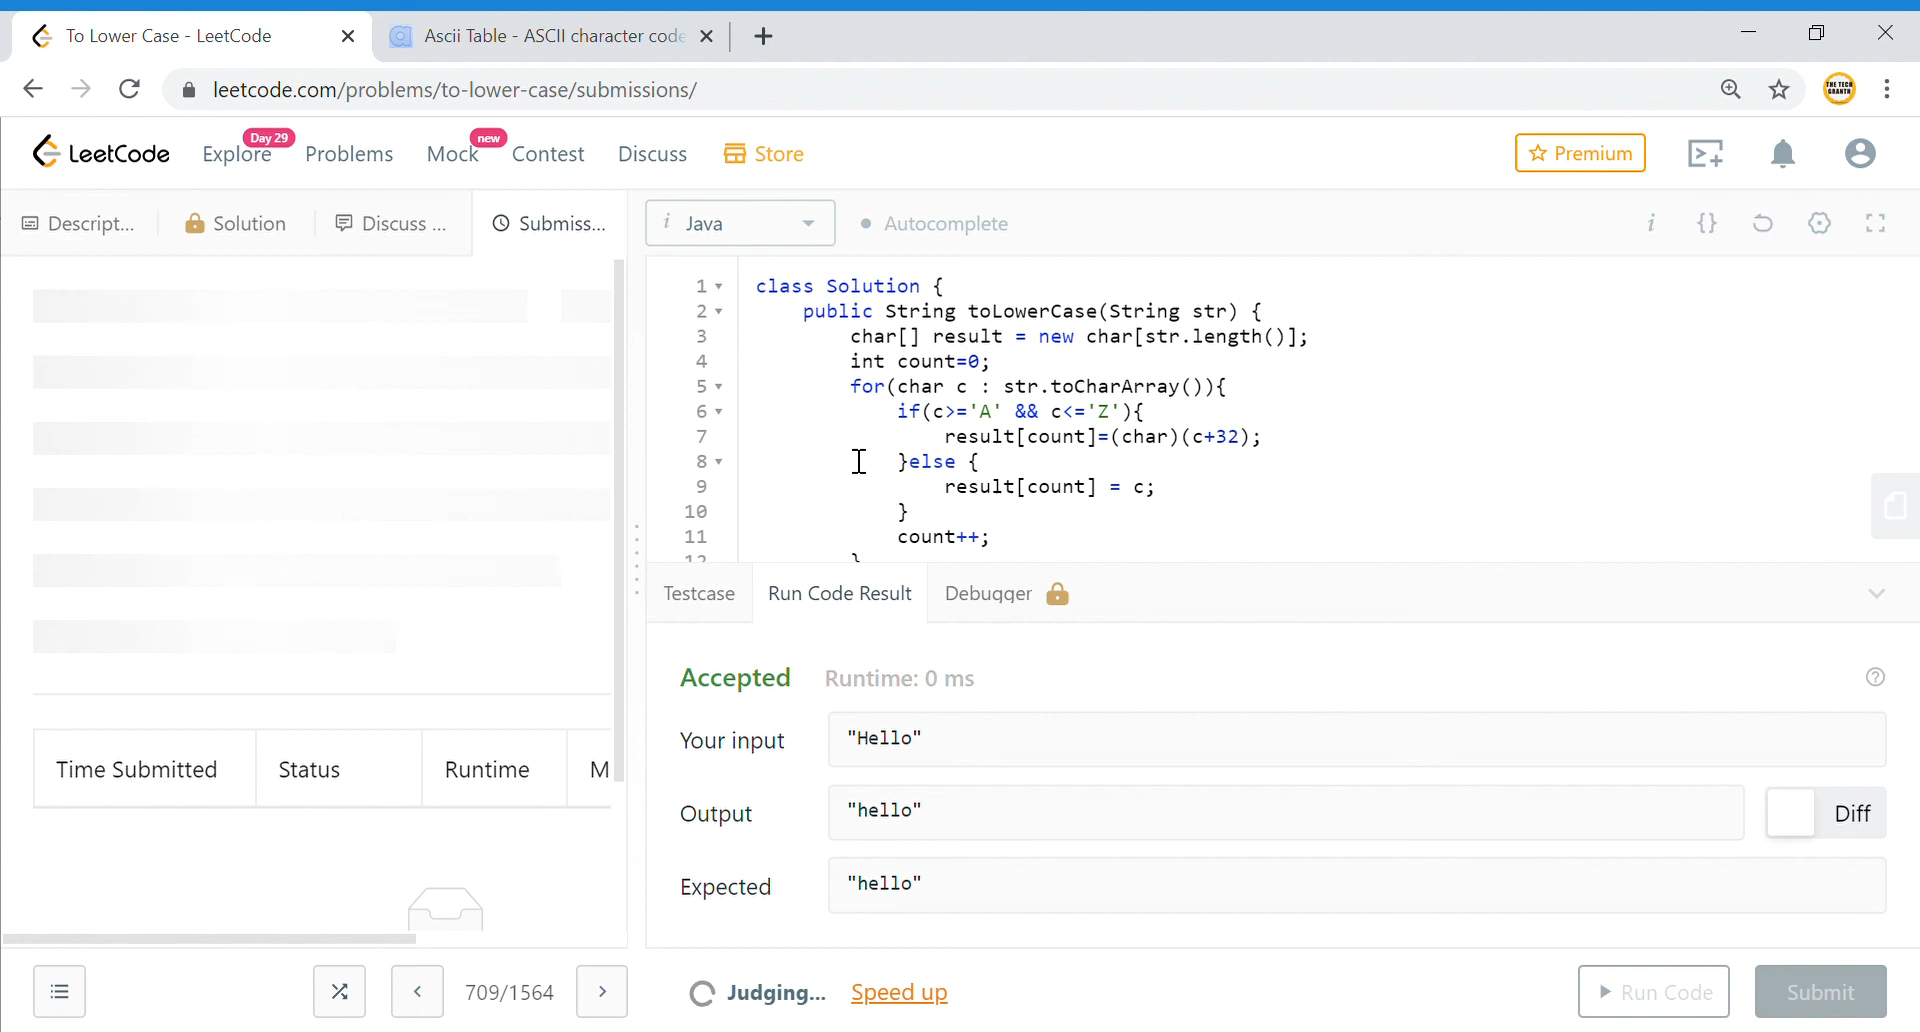 To Lower Case - LeetCode
Ascii Table - ASCII character code
leetcode.com/problems/to-lower-case/submissions/
THE TECH GRANTH
LeetCode
Explore
Day 29
Problems
Mock
new
Contest
Discuss
Store
Premium
Descript...
Solution
Discuss ...
Submiss...
i Java
Autocomplete
i
{}
1 class Solution {
2 public String toLowerCase(String str) {
3 char[] result = new char[str.length()];
4 int count=0;
5 for(char c : str.toCharArray()){
6 if(c>='A' && c<='Z'){
7 result[count]=(char)(c+32);
8 }else {
9 result[count] = c;
10 }
11 count++;
12 }
Testcase
Run Code Result
Debugger
Accepted
Runtime: 0 ms
Your input
"Hello"
Output
"hello"
Diff
Expected
"hello"
Time Submitted
Status
Runtime
M
709/1564
Judging...
Speed up
Run Code
Submit